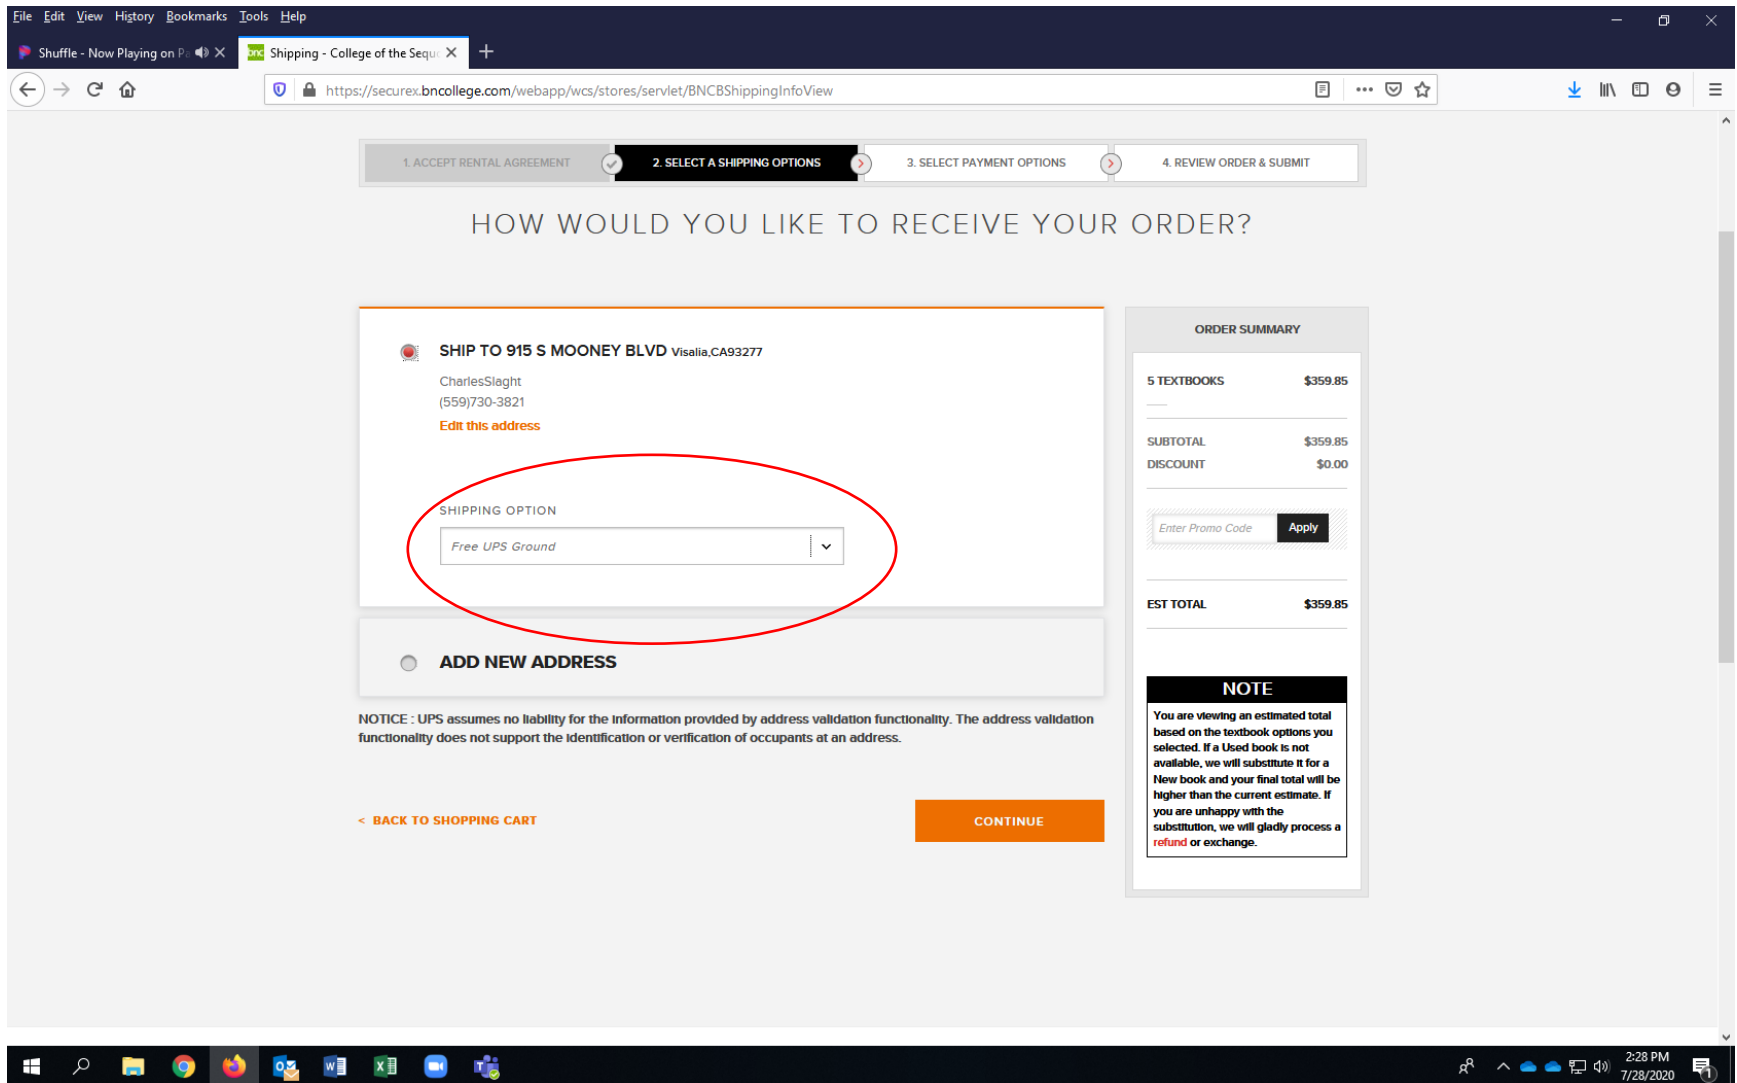 File Edit View History Bookmarks Tools Help
Shuffle - Now Playing on Pa
bnc Shipping - College of the Sequ
https://securex.bncollege.com/webapp/wcs/stores/servlet/BNCBShippingInfoView
1. ACCEPT RENTAL AGREEMENT
2. SELECT A SHIPPING OPTIONS
3. SELECT PAYMENT OPTIONS
4. REVIEW ORDER & SUBMIT
HOW WOULD YOU LIKE TO RECEIVE YOUR ORDER?
SHIP TO 915 S MOONEY BLVD Visalia,CA93277
CharlesSlaght
(559)730-3821
Edit this address
SHIPPING OPTION
Free UPS Ground
ADD NEW ADDRESS
NOTICE : UPS assumes no liability for the information provided by address validation functionality. The address validation
functionality does not support the identification or verification of occupants at an address.
< BACK TO SHOPPING CART
CONTINUE
ORDER SUMMARY
5 TEXTBOOKS $359.85
SUBTOTAL $359.85
DISCOUNT $0.00
Enter Promo Code Apply
EST TOTAL $359.85
NOTE
You are viewing an estimated total
based on the textbook options you
selected. If a Used book is not
available, we will substitute it for a
New book and your final total will be
higher than the current estimate. If
you are unhappy with the
substitution, we will gladly process a
refund or exchange.
2:28 PM
7/28/2020
1